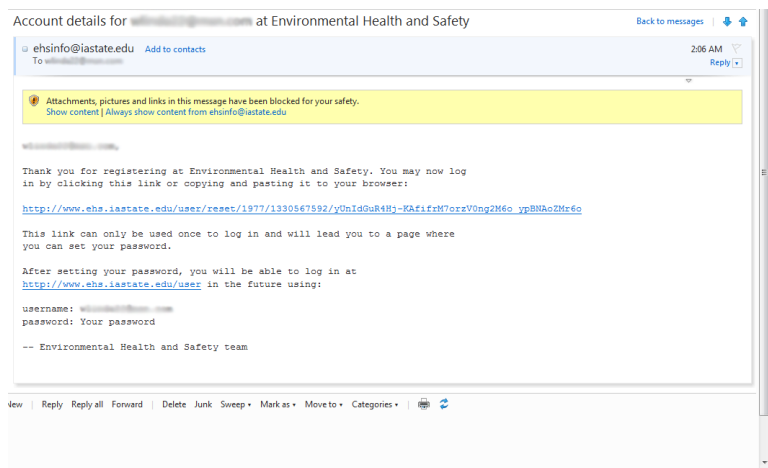 Account details for at Environmental Health and Safety
Back to messages
ehsinfo@iastate.edu Add to contacts
2:06 AM
To
Reply
Attachments, pictures and links in this message have been blocked for your safety.
Show content | Always show content from ehsinfo@iastate.edu
Thank you for registering at Environmental Health and Safety. You may now log
in by clicking this link or copying and pasting it to your browser:
http://www.ehs.iastate.edu/user/reset/1977/1330567592/yUnIdGuR4Hj-KAfifrM7orzV0ng2M6o_ypBNAoZMr6o
This link can only be used once to log in and will lead you to a page where
you can set your password.
After setting your password, you will be able to log in at
http://www.ehs.iastate.edu/user in the future using:
username:
password: Your password
-- Environmental Health and Safety team
New | Reply Reply all Forward | Delete Junk Sweep Mark as Move to Categories |